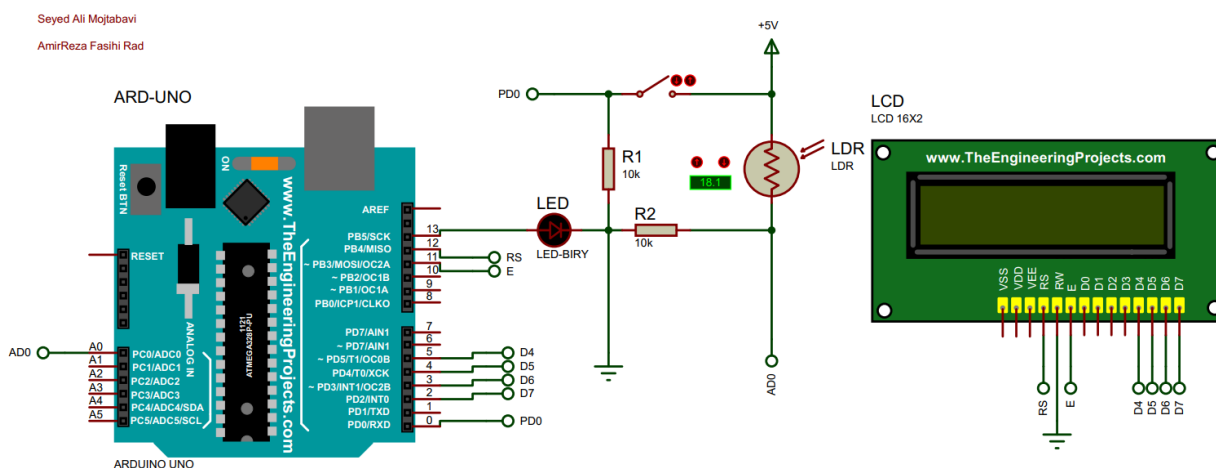 Seyed Ali Mojtabavi
AmirReza Fasihi Rad
ARD-UNO
Reset BTN
ON
www.TheEngineeringProjects.com
RESET
AREF
PB5/SCK
PB4/MISO
~ PB3/MOSI/OC2A
~ PB2/OC1B
~ PB1/OC1A
PB0/ICP1/CLKO
13
12
11
10
9
8
1121
ATMEGA328P-PU
ANALOG IN
PD7/AIN1
~ PD7/AIN1
~ PD5/T1/OC0B
PD4/T0/XCK
~ PD3/INT1/OC2B
PD2/INT0
PD1/TXD
PD0/RXD
7
6
5
4
3
2
1
0
AD0
A0
A1
A2
A3
A4
A5
PC0/ADC0
PC1/ADC1
PC2/ADC2
PC3/ADC3
PC4/ADC4/SDA
PC5/ADC5/SCL
ARDUINO UNO
RS
E
D4
D5
D6
D7
PD0
PD0
+5V
R1
10k
LED
LED-BIRY
R2
10k
18.1
LDR
LDR
AD0
LCD
LCD 16X2
www.TheEngineeringProjects.com
VSS
VDD
VEE
RS
RW
E
D0
D1
D2
D3
D4
D5
D6
D7
RS
E
D4
D5
D6
D7